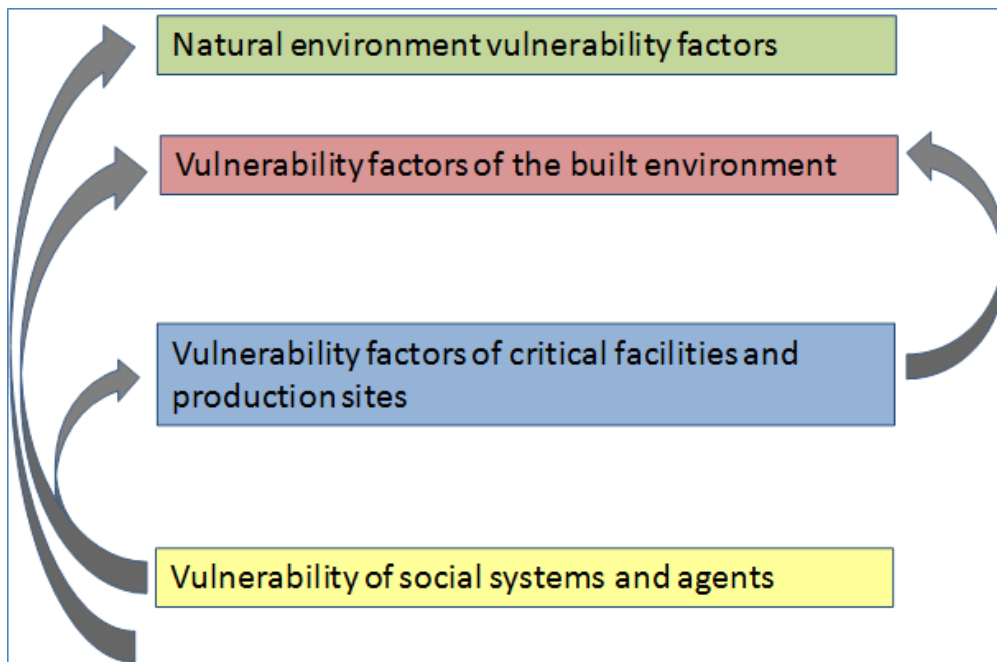 Natural environment vulnerability factors
Vulnerability factors of the built environment
Vulnerability factors of critical facilities and
production sites
Vulnerability of social systems and agents